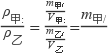 ρ甲:/ρ乙 = (m甲/V甲:)/(m乙:/V乙) = m甲/